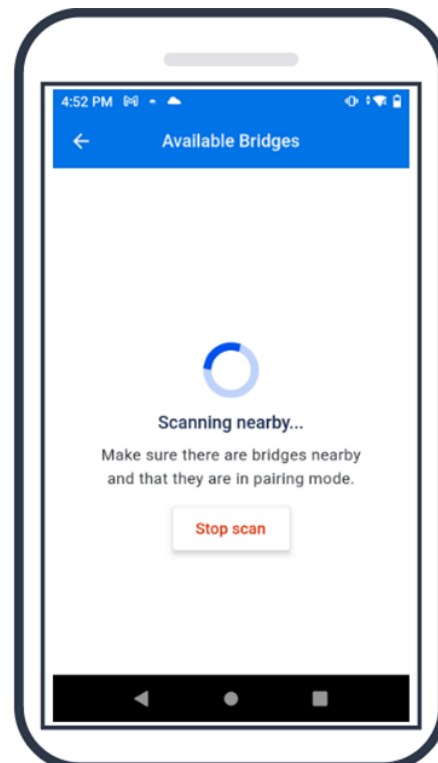 4:52 PM
Available Bridges
Scanning nearby...
Make sure there are bridges nearby
and that they are in pairing mode.
Stop scan